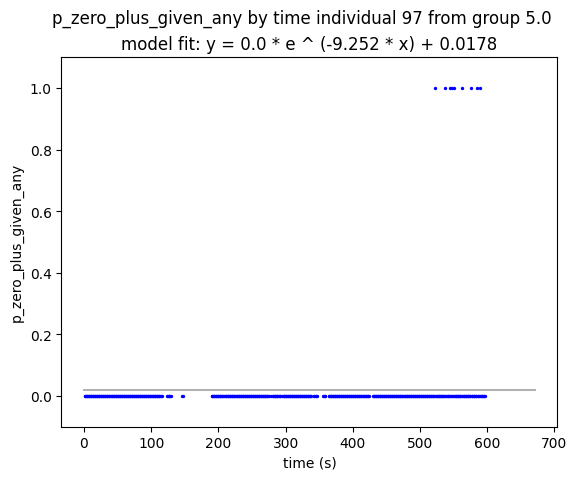 p_zero_plus_given_any by time individual 97 from group 5.0
model fit: y = 0.0 * e ^ (-9.252 * x) + 0.0178
1.0
0.8
0.6
0.4
0.2
0.0
p_zero_plus_given_any
0 100 200 300 400 500 600 700
time (s)